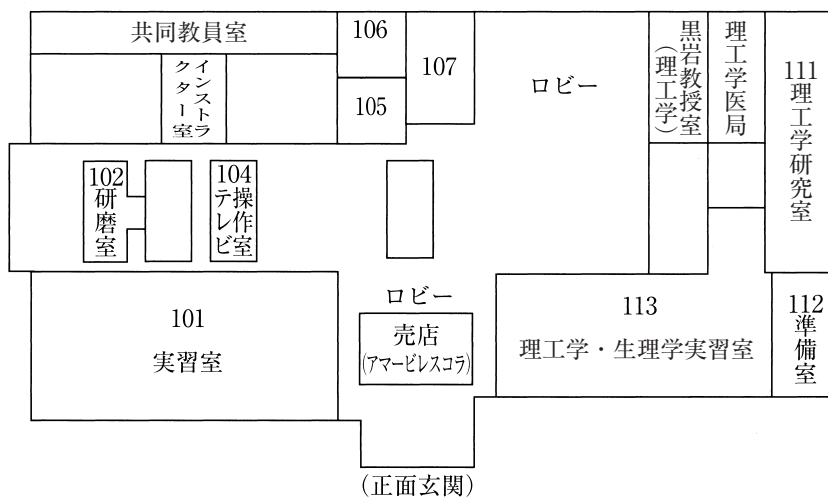 共同教員室
106
107
ロビー
黒岩教授室
(理工学)
理工学医局
111理工学研究室
インストラ
クター室
105
102
研磨室
104
操作室
テレビ
ロビー
101
実習室
売店
(アマービレスコラ)
113
理工学・生理学実習室
112
準備室
(正面玄関)